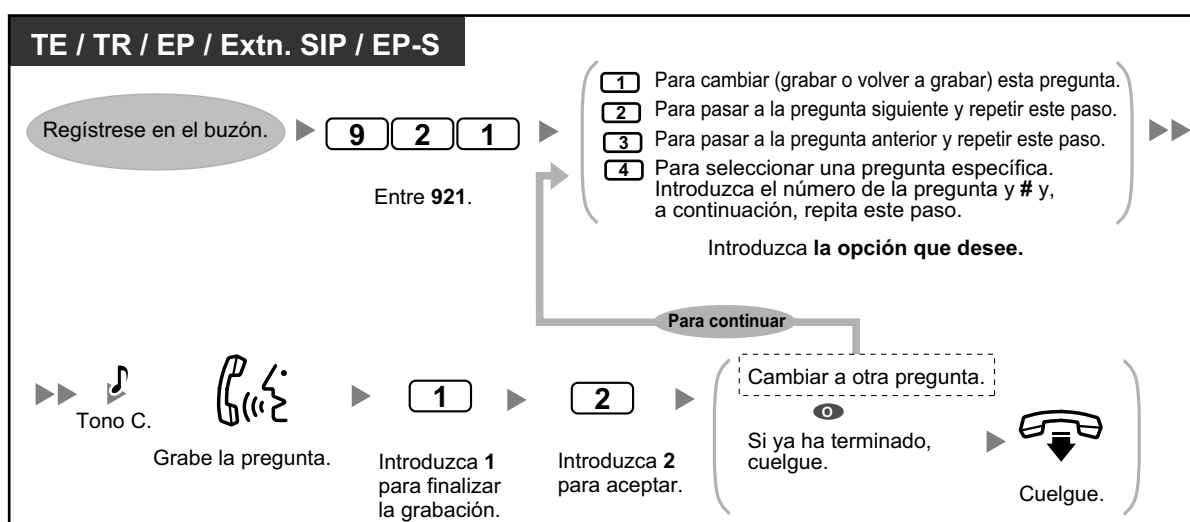 TE / TR / EP / Extn. SIP / EP-S
Regístrese en el buzón.
9 2 1
Entre 921.
1 Para cambiar (grabar o volver a grabar) esta pregunta.
2 Para pasar a la pregunta siguiente y repetir este paso.
3 Para pasar a la pregunta anterior y repetir este paso.
4 Para seleccionar una pregunta específica.
Introduzca el número de la pregunta y # y,
a continuación, repita este paso.
Introduzca la opción que desee.
Para continuar
Tono C.
Grabe la pregunta.
1
Introduzca 1
para finalizar
la grabación.
2
Introduzca 2
para aceptar.
Cambiar a otra pregunta.
O
Si ya ha terminado,
cuelgue.
Cuelgue.